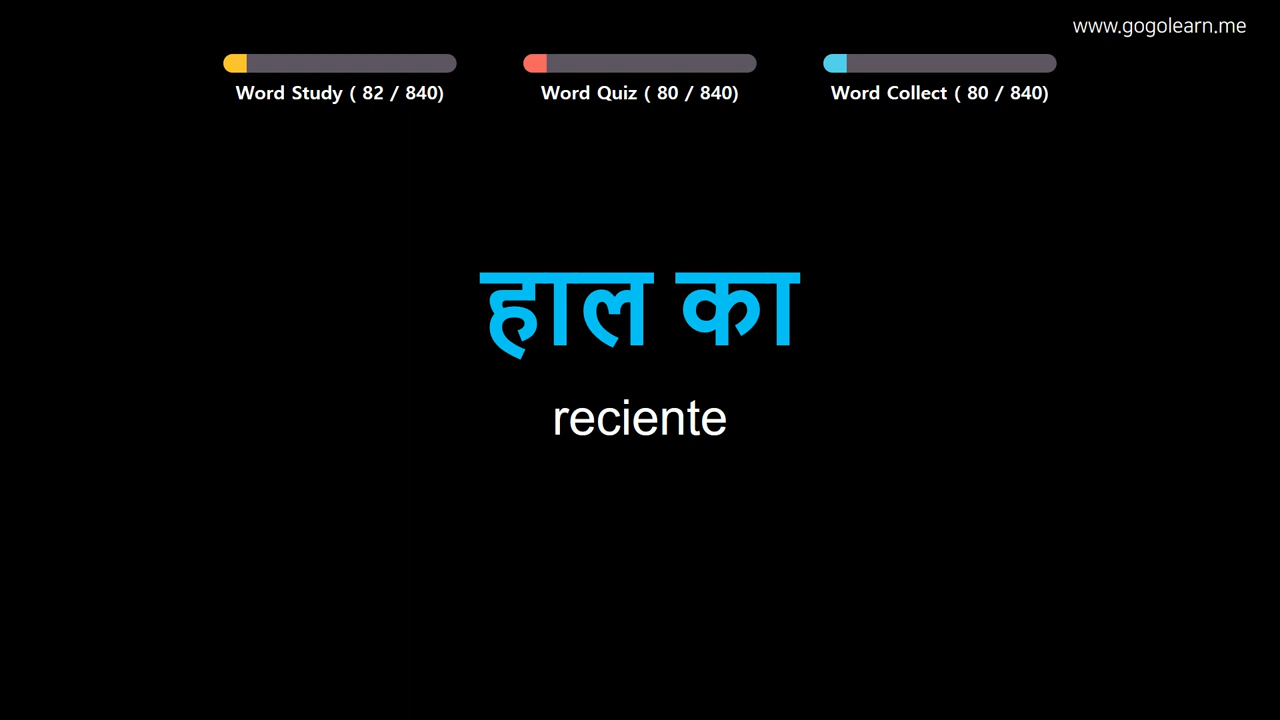 www.gogolearn.me
Word Study ( 82 / 840)
Word Quiz ( 80 / 840)
Word Collect ( 80 / 840)
हाल का
reciente